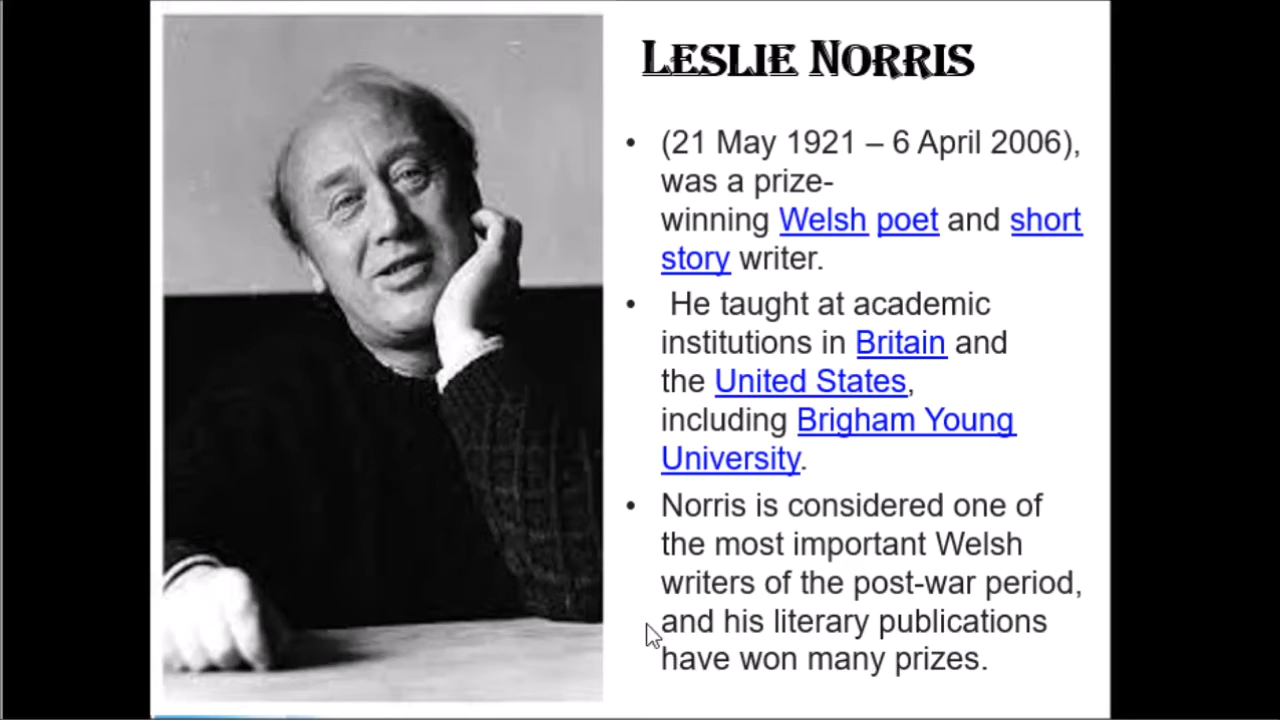 LESLIE NORRIS
• (21 May 1921 – 6 April 2006),
was a prize-
winning Welsh poet and short
story writer.
• He taught at academic
institutions in Britain and
the United States,
including Brigham Young
University.
• Norris is considered one of
the most important Welsh
writers of the post-war period,
and his literary publications
have won many prizes.